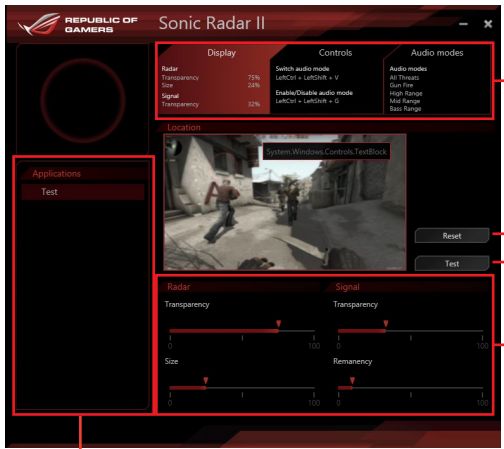 REPUBLIC OF
GAMERS
Sonic Radar II
Display
Controls
Audio modes
Radar
Transparency 75%
Size 24%
Signal
Transparency 32%
Switch audio mode
LeftCtrl + LeftShift + V
Enable/Disable audio mode
LeftCtrl + LeftShift + G
Audio modes
All Threats
Gun Fire
High Range
Mid Range
Bass Range
Location
System.Windows.Controls.TextBlock
Applications
Test
Reset
Test
Radar
Signal
Transparency
Transparency
0 100
0 100
Size
Remanency
0 100
0 100